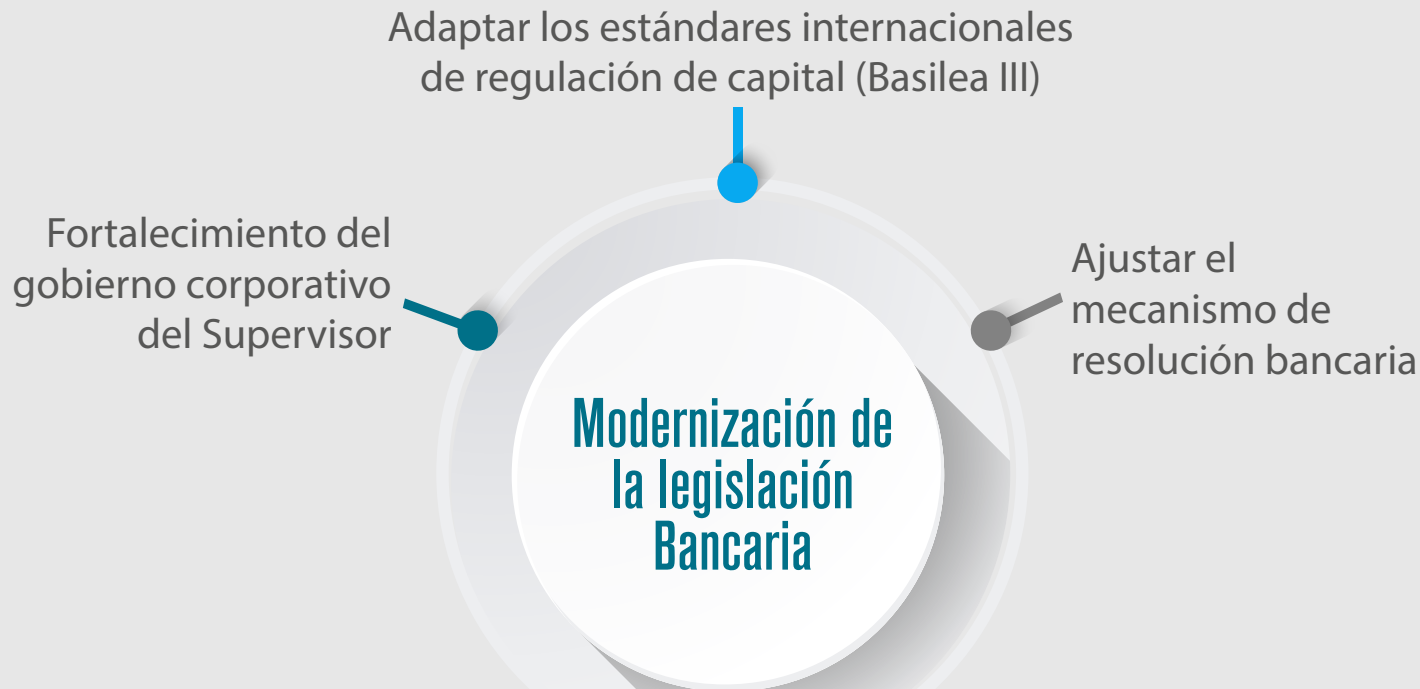 Adaptar los estándares internacionales
de regulación de capital (Basilea III)
Fortalecimiento del
gobierno corporativo
del Supervisor
Ajustar el
mecanismo de
resolución bancaria
Modernización de
la legislación
Bancaria